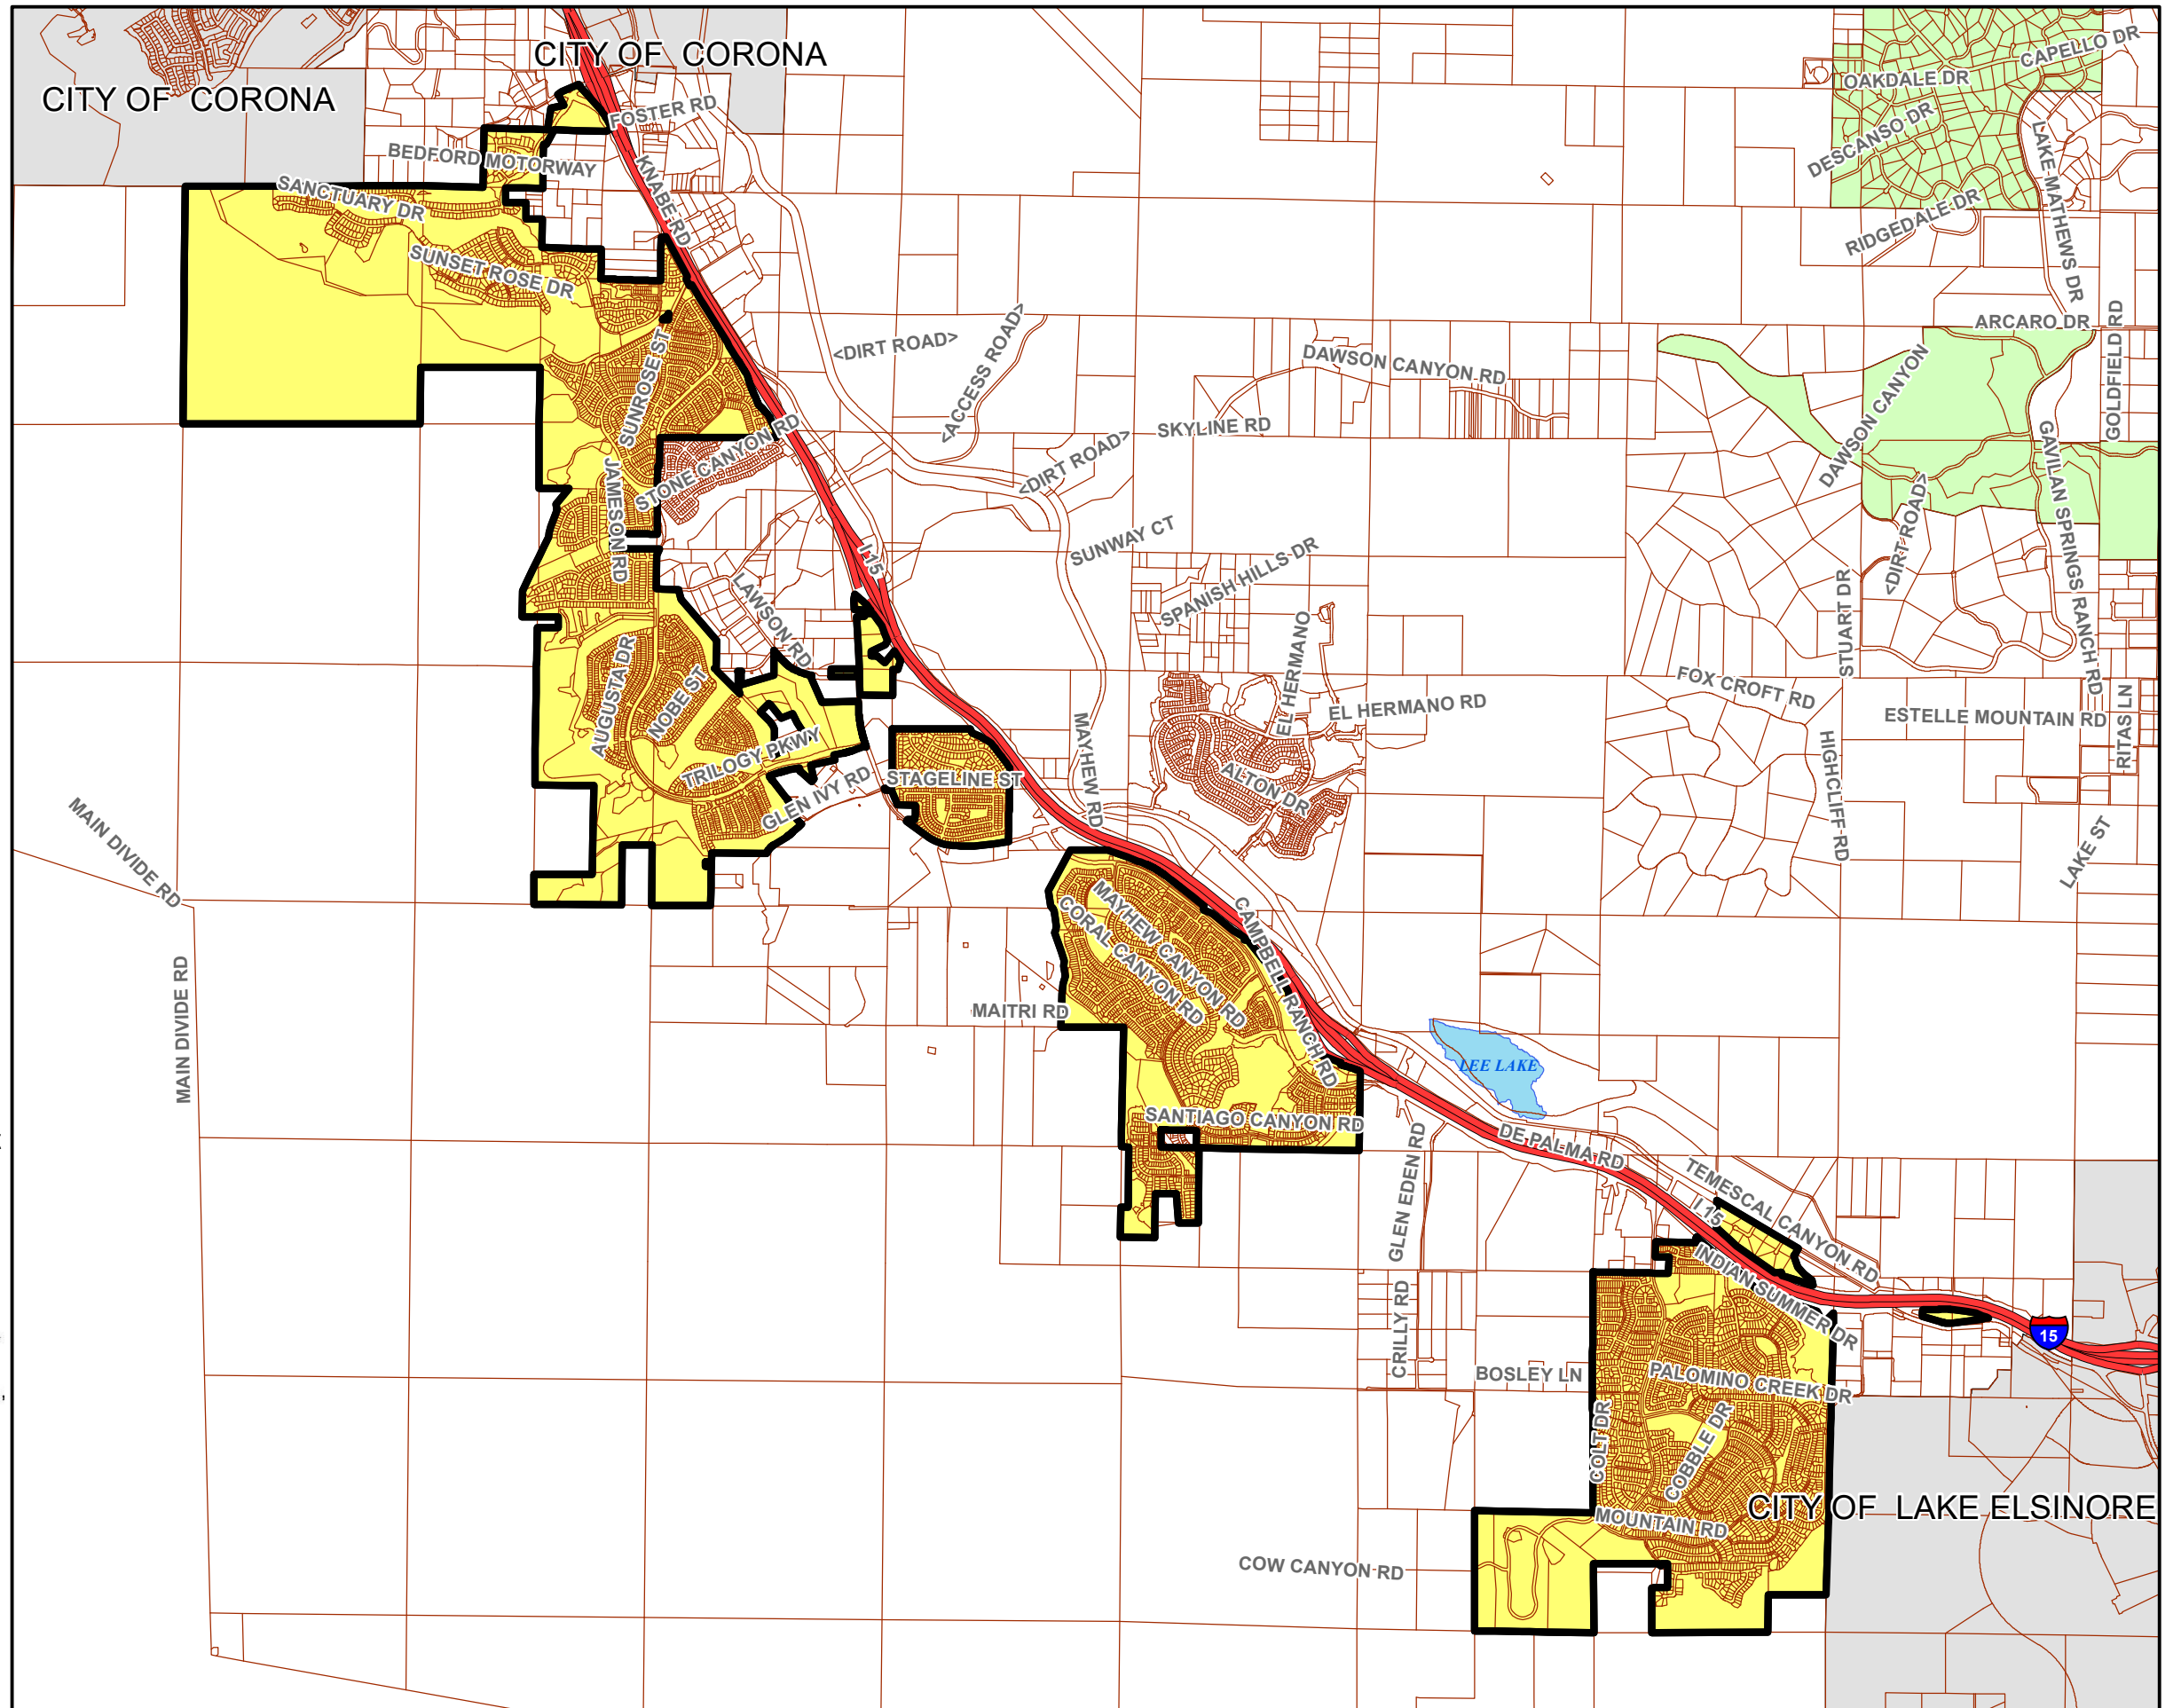 CITY OF CORONA
CITY OF CORONA
CAPELLO DR
OAKDALE DR
FOSTER RD
DESCANSO DR
LAKE MATHEWS DR
BEDFORD MOTORWAY
KNABE RD
SANCTUARY DR
RIDGEDALE DR
SUNSET ROSE DR
<DIRT ROAD>
<ACCESS ROAD>
ARCARO DR
GOLDFIELD RD
DAWSON CANYON RD
SUNROSE ST
DAWSON CANYON
SKYLINE RD
STONE CANYON RD
<DIRT ROAD>
JAMESON RD
GAVILAN SPRINGS RANCH RD
<DIRT ROAD>
I 15
SUNWAY CT
SPANISH HILLS DR
LAWSON RD
STUART DR
EL HERMANO
AUGUSTA DR
NOBE ST
FOX CROFT RD
EL HERMANO RD
ESTELLE MOUNTAIN RD
RITAS LN
TRILOGY PKWY
MAYHEW RD
HIGHCLIFF RD
STAGELINE ST
ALTON DR
GLEN IVY RD
MAIN DIVIDE RD
LAKE ST
MAYHEW CANYON RD
CORAL CANYON RD
CAMPBELL RANCH RD
MAIN DIVIDE RD
MAITRI RD
LEE LAKE
SANTIAGO CANYON RD
DE PALMA RD
GLEN EDEN RD
TEMESCAL CANYON RD
I 15
INDIAN SUMMER DR
CRILLY RD
15
BOSLEY LN
PALOMINO CREEK DR
COLT DR
COBBLE DR
CITY OF LAKE ELSINORE
MOUNTAIN RD
COW CANYON RD